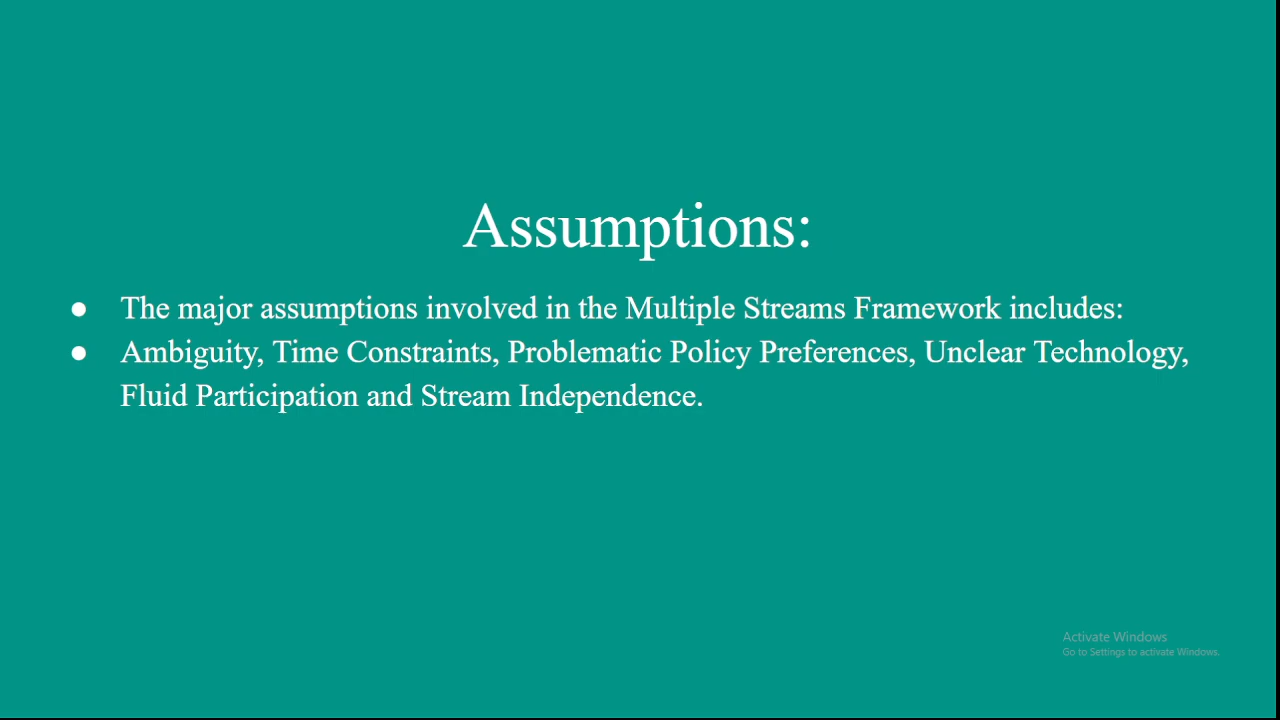 Assumptions:
● The major assumptions involved in the Multiple Streams Framework includes:
● Ambiguity, Time Constraints, Problematic Policy Preferences, Unclear Technology,
Fluid Participation and Stream Independence.
Activate Windows
Go to Settings to activate Windows.